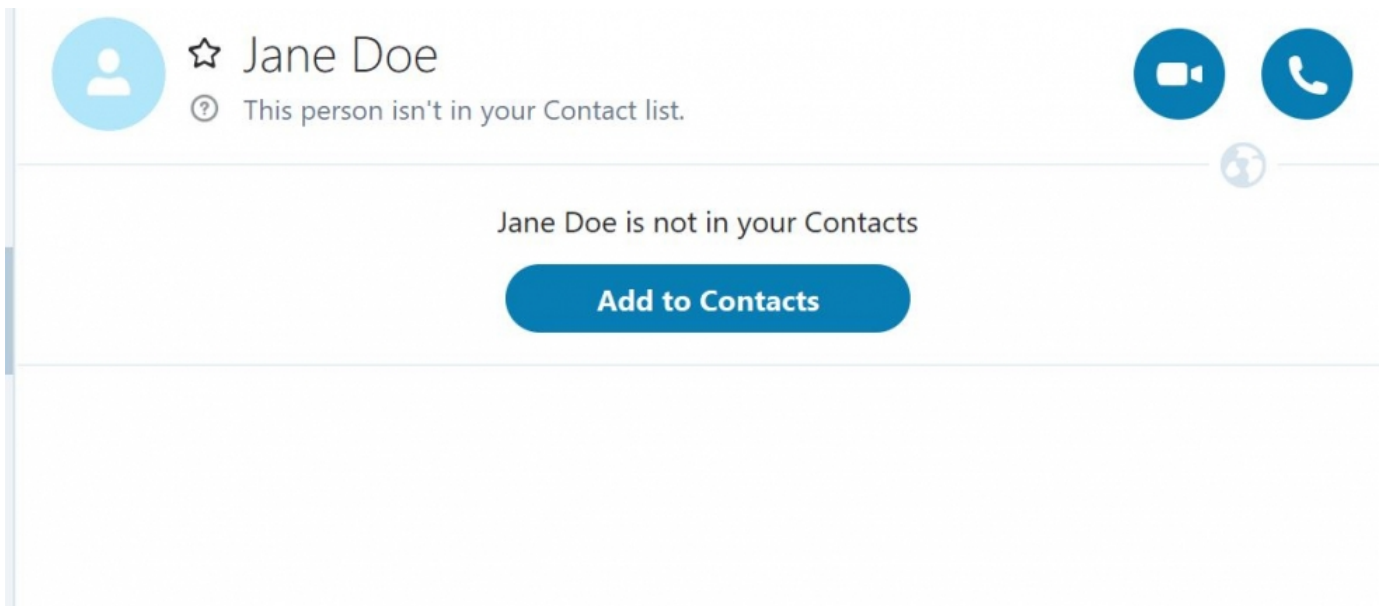 Jane Doe
This person isn't in your Contact list.
Jane Doe is not in your Contacts
Add to Contacts